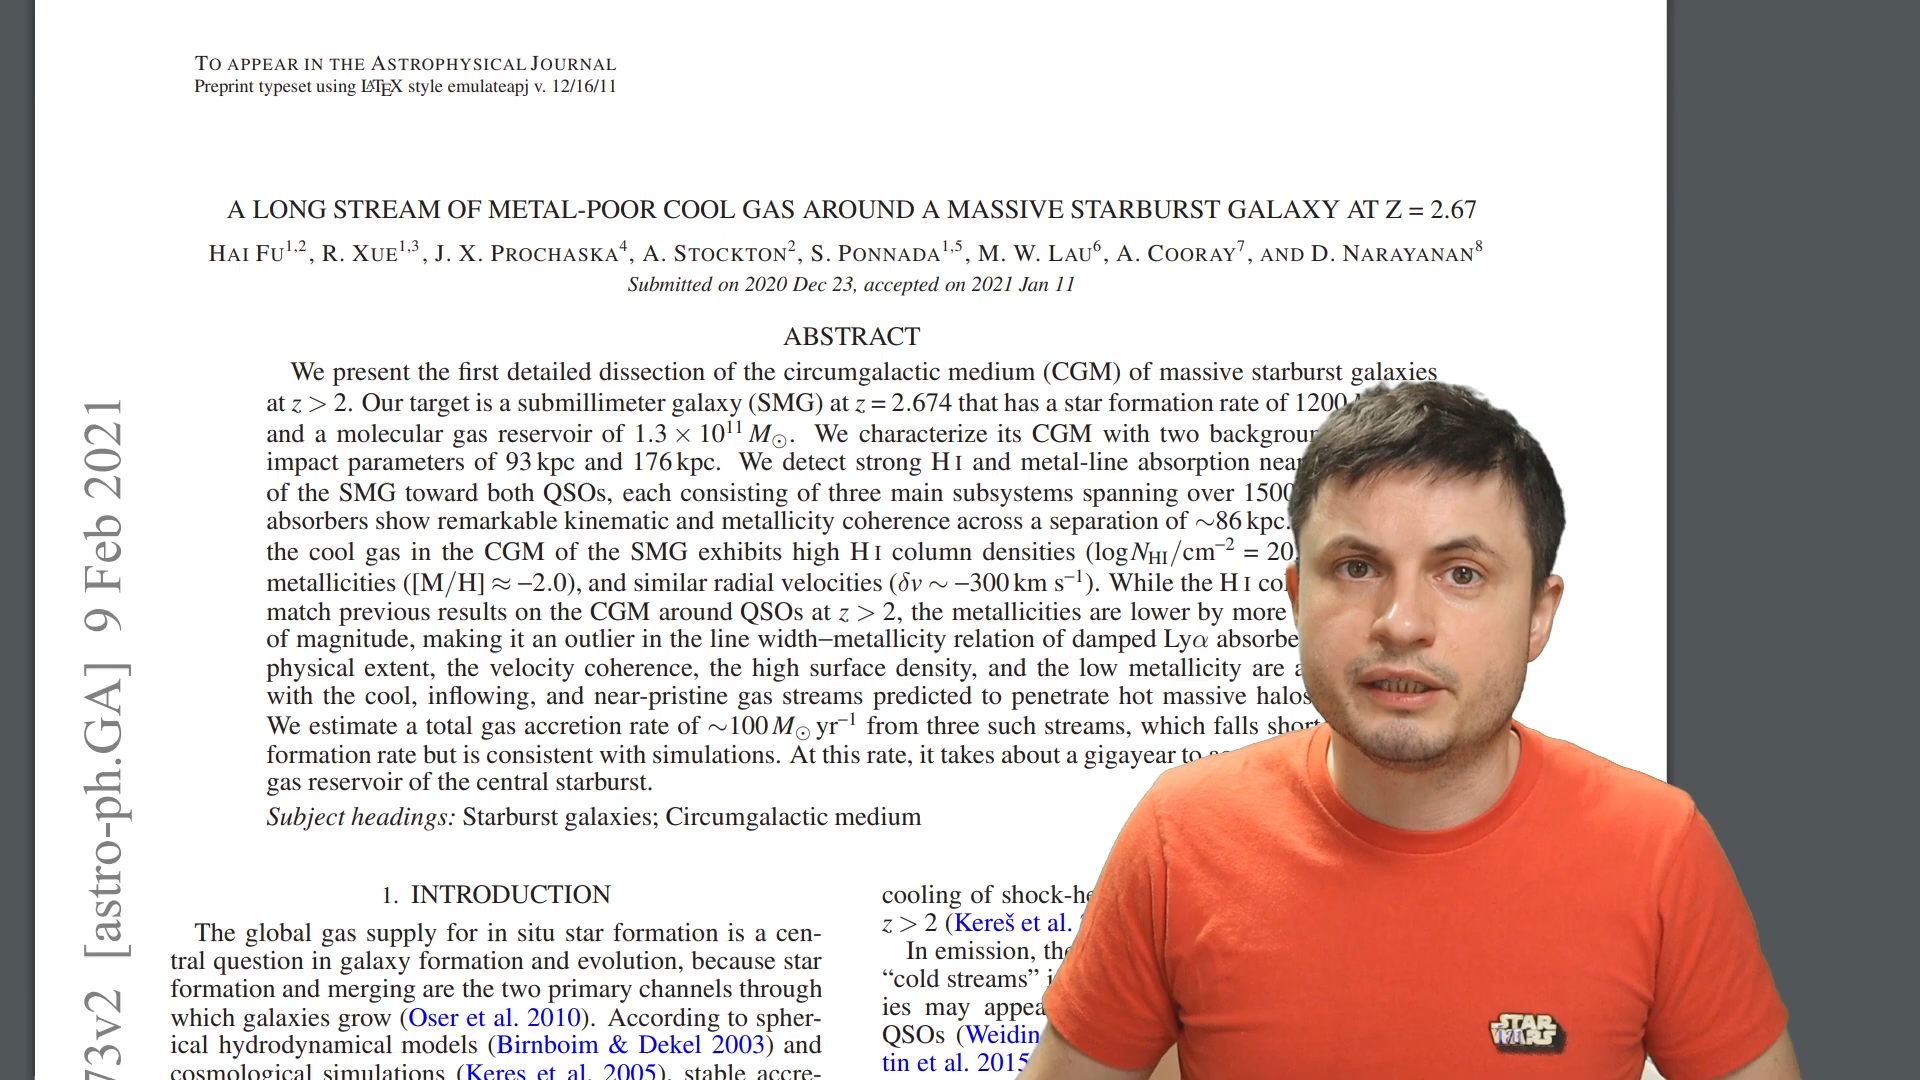 TO APPEAR IN THE ASTROPHYSICAL JOURNAL
Preprint typeset using LATEX style emulateapj v. 12/16/11
A LONG STREAM OF METAL-POOR COOL GAS AROUND A MASSIVE STARBURST GALAXY AT Z = 2.67
HAI FU1,2, R. XUE1,3, J. X. PROCHASKA4, A. STOCKTON2, S. PONNADA1,5, M. W. LAU6, A. COORAY7, AND D. NARAYANAN8
Submitted on 2020 Dec 23, accepted on 2021 Jan 11
ABSTRACT
We present the first detailed dissection of the circumgalactic medium (CGM) of massive starburst galaxies
at z > 2. Our target is a submillimeter galaxy (SMG) at z = 2.674 that has a star formation rate of 1200
and a molecular gas reservoir of 1.3 × 10^11 M⊙. We characterize its CGM with two
impact parameters of 93 kpc and 176 kpc. We detect strong H I and metal-line absorption
of the SMG toward both QSOs, each consisting of three main subsystems spanning over 1500
absorbers show remarkable kinematic and metallicity coherence across a separation of ∼86 kpc.
the cool gas in the CGM of the SMG exhibits high H I column densities (log NHI/cm−2 = 20
metallicities ([M/H] ≈ −2.0), and similar radial velocities (δv ∼ −300 km s−1). While the H I
match previous results on the CGM around QSOs at z > 2, the metallicities are lower by more
of magnitude, making it an outlier in the line width−metallicity relation of damped Lyα
physical extent, the velocity coherence, the high surface density, and the low metallicity are
with the cool, inflowing, and near-pristine gas streams predicted to penetrate hot massive halos
We estimate a total gas accretion rate of ∼100 M⊙ yr−1 from three such streams, which falls short
formation rate but is consistent with simulations. At this rate, it takes about a gigayear to
gas reservoir of the central starburst.
Subject headings: Starburst galaxies; Circumgalactic medium
1. INTRODUCTION
The global gas supply for in situ star formation is a cen-
tral question in galaxy formation and evolution, because star
formation and merging are the two primary channels through
which galaxies grow (Oser et al. 2010). According to spher-
ical hydrodynamical models (Birnboim & Dekel 2003) and
cosmological simulations (Keres et al. 2005), stable accre-
cooling of
z > 2 (Kereš et al.
In emission,
“cold streams”
ies may
QSOs
tin et al. 2015
73v2 [astro-ph.GA] 9 Feb 2021
STAR
WARS